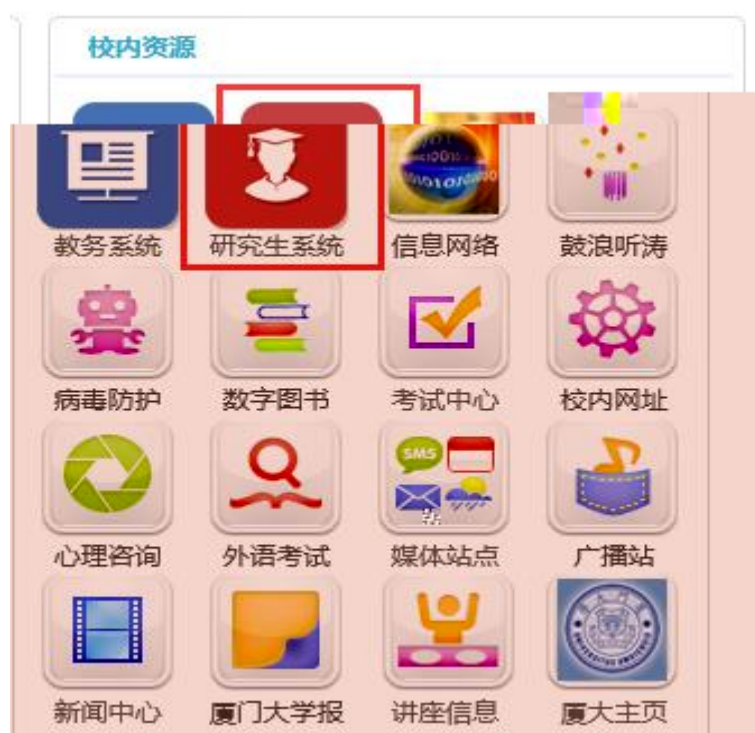 校内资源
教务系统 研究生系统 信息网络 鼓浪听涛
病毒防护 数字图书 考试中心 校内网址
SMS
心理咨询 外语考试 媒体站点 广播站
新闻中心 厦门大学报 讲座信息 厦大主页